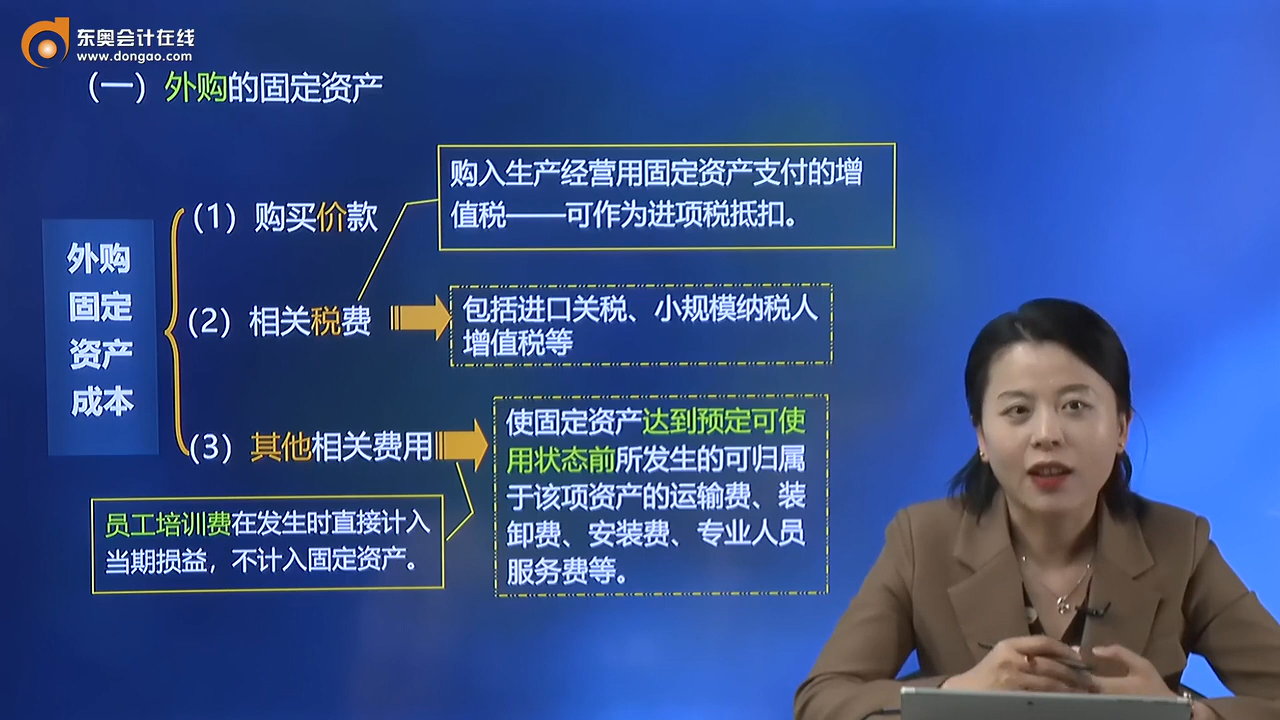 东奥会计在线
www.dongao.com
（一）外购的固定资产
外购
固定
资产
成本
（1）购买价款
购入生产经营用固定资产支付的增
值税——可作为进项税抵扣。
（2）相关税费
包括进口关税、小规模纳税人
增值税等
（3）其他相关费用
使固定资产达到预定可使
用状态前所发生的可归属
于该项资产的运输费、装
卸费、安装费、专业人员
服务费等。
员工培训费在发生时直接计入
当期损益，不计入固定资产。